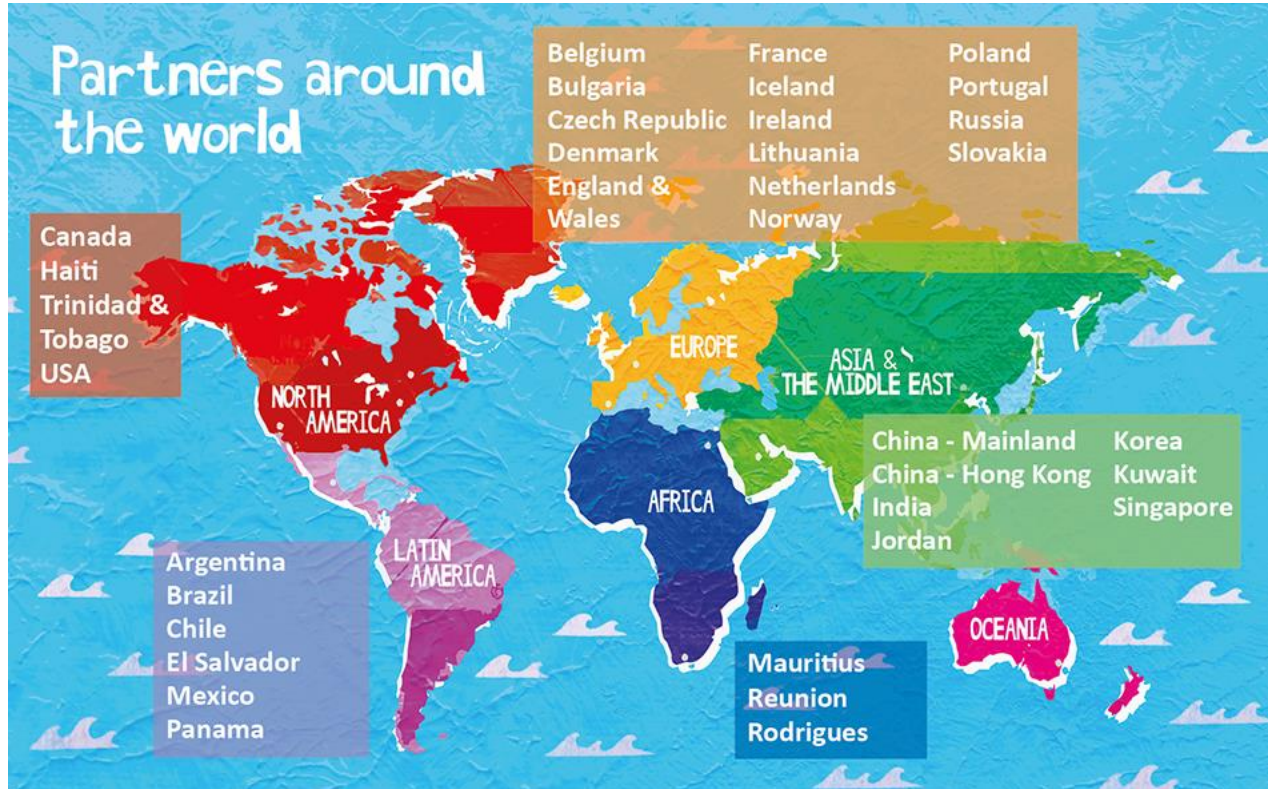 Partners around
the world
Belgium
Bulgaria
Czech Republic
Denmark
England &
Wales
France
Iceland
Ireland
Lithuania
Netherlands
Norway
Poland
Portugal
Russia
Slovakia
Canada
Haiti
Trinidad &
Tobago
USA
NORTH
AMERICA
EUROPE
ASIA &
THE MIDDLE EAST
China - Mainland
China - Hong Kong
India
Jordan
Korea
Kuwait
Singapore
AFRICA
LATIN
AMERICA
Argentina
Brazil
Chile
El Salvador
Mexico
Panama
OCEANIA
Mauritius
Reunion
Rodrigues